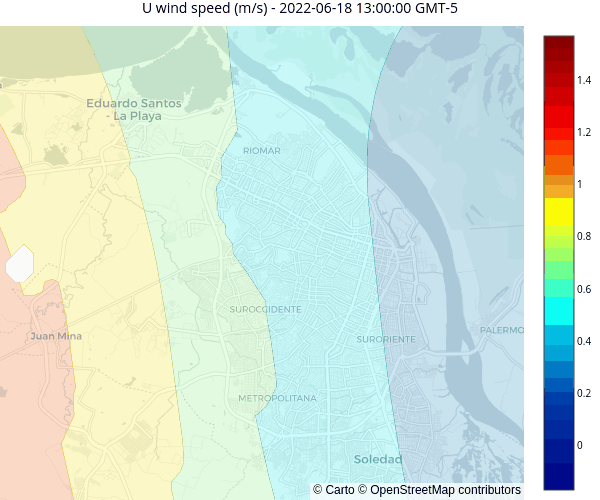 U wind speed (m/s) - 2022-06-18 13:00:00 GMT-5
1.4
Eduardo Santos
- La Playa
1.2
RIOMAR
1
0.8
0.6
SUROCCIDENTE
PALERMO
Juan Mina
SURORIENTE
0.4
0.2
METROPOLITANA
0
Soledad
© Carto © OpenStreetMap contributors